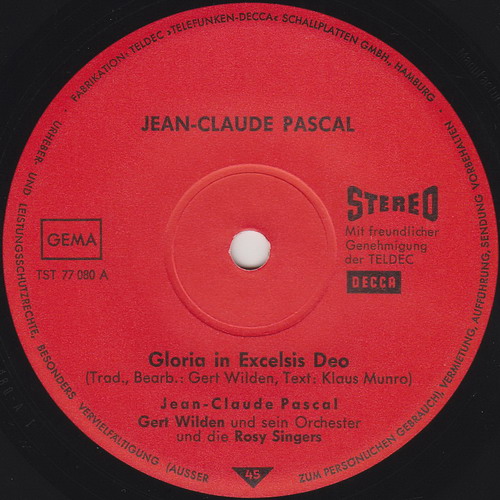 FABRIKATION: TELDEC »TELEFUNKEN-DECCA« SCHALLPLATTEN GMBH., HAMBURG ·
URHEBER- UND LEISTUNGSSCHUTZRECHTE, BESONDERS VERVIELFÄLTIGUNG (AUSSER ZUM PERSÖNLICHEN GEBRAUCH), VERMIETUNG, AUFFÜHRUNG, SENDUNG VORBEHALTEN ·
JEAN-CLAUDE PASCAL
GEMA
TST 77 080 A
STEREO
Mit freundlicher
Genehmigung
der TELDEC
DECCA
Gloria in Excelsis Deo
(Trad., Bearb.: Gert Wilden, Text: Klaus Munro)
Jean-Claude Pascal
Gert Wilden und sein Orchester
und die Rosy Singers
45